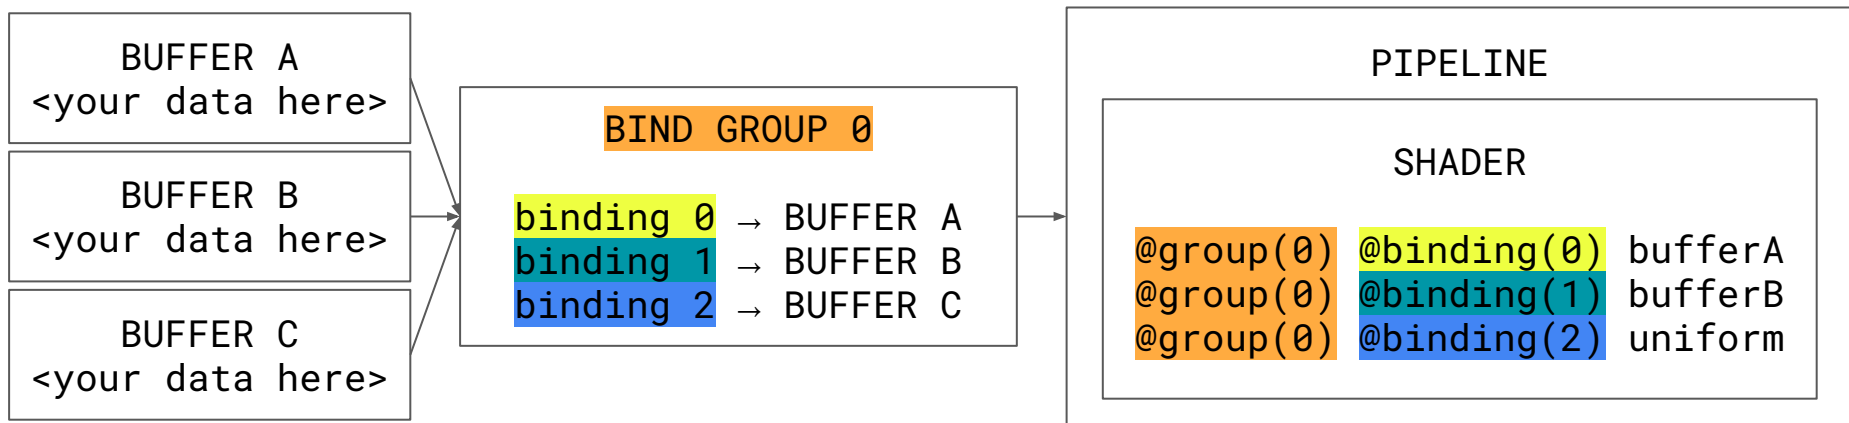 BUFFER A
<your data here>
BUFFER B
<your data here>
BUFFER C
<your data here>
BIND GROUP 0
binding 0 → BUFFER A
binding 1 → BUFFER B
binding 2 → BUFFER C
PIPELINE
SHADER
@group(0) @binding(0) bufferA
@group(0) @binding(1) bufferB
@group(0) @binding(2) uniform